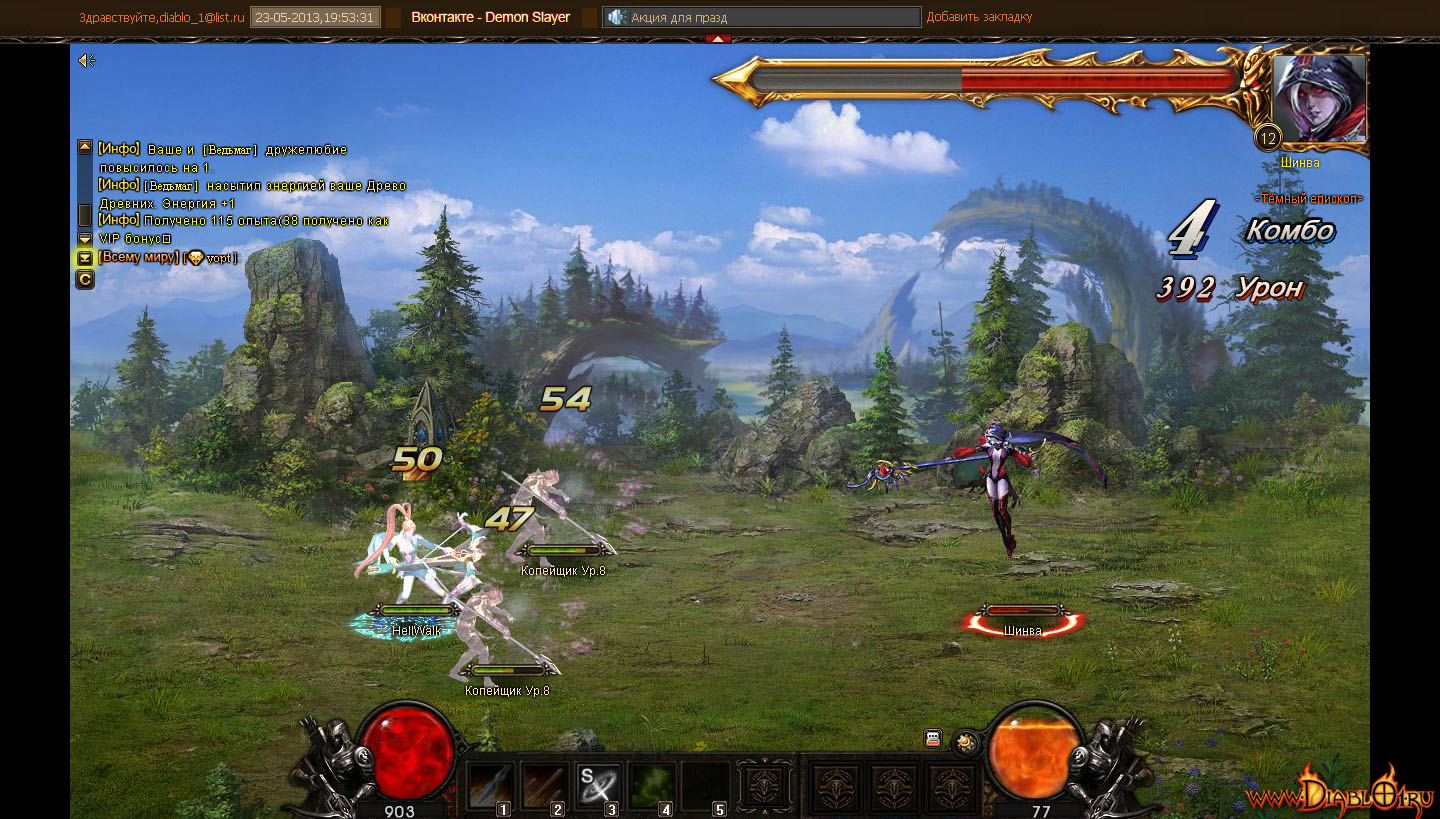 Здравствуйте,diablo_1@list.ru 23-05-2013,19:53:31 Вконтакте - Demon Slayer Акция для празд Добавить закладку
12
Шинва
<Тёмный епископ>
[Инфо] Ваше и [Ведьмаг] дружелюбие
повысилось на 1.
[Инфо] [Ведьмаг] насытил энергией ваше Древо
Древних. Энергия +1
[Инфо] Получено 115 опыта(38 получено как
VIP бонус
[Всему миру] [ vopt ]
C
4 Комбо
392 Урон
54
50
47
Копейщик Ур.8
HellWalk
Шинва
Копейщик Ур.8
S
903 1 2 3 4 5 77
www.Diablo1.ru